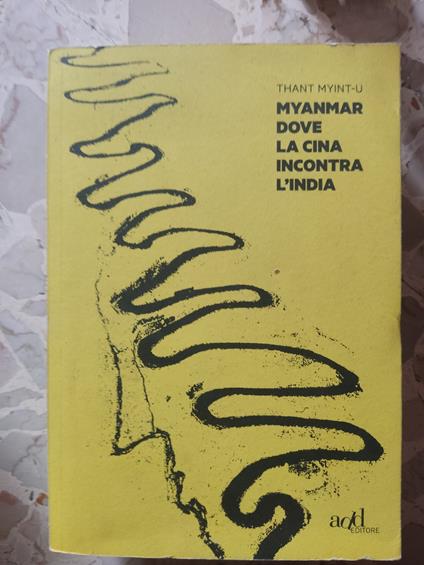 THANT MYINT-U
MYANMAR
DOVE
LA CINA
INCONTRA
L'INDIA
add
EDITORE